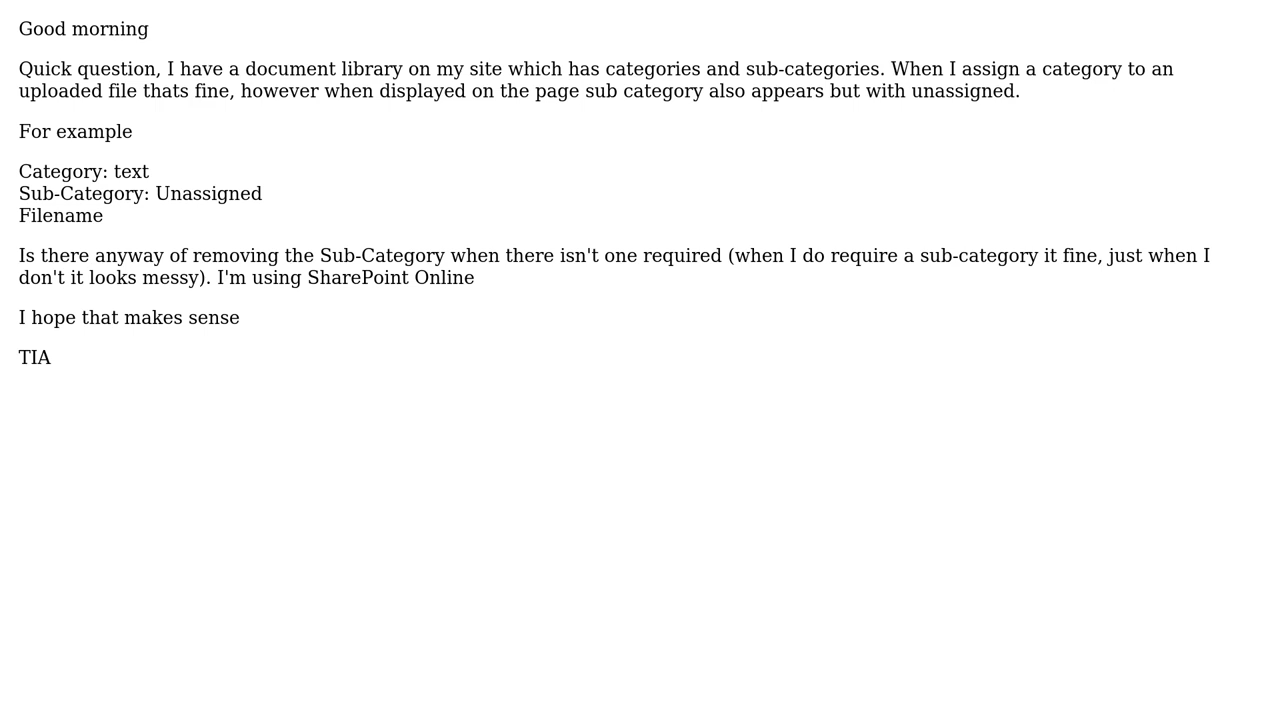 Good morning
Quick question, I have a document library on my site which has categories and sub-categories. When I assign a category to an
uploaded file thats fine, however when displayed on the page sub category also appears but with unassigned.
For example
Category: text
Sub-Category: Unassigned
Filename
Is there anyway of removing the Sub-Category when there isn't one required (when I do require a sub-category it fine, just when I
don't it looks messy). I'm using SharePoint Online
I hope that makes sense
TIA